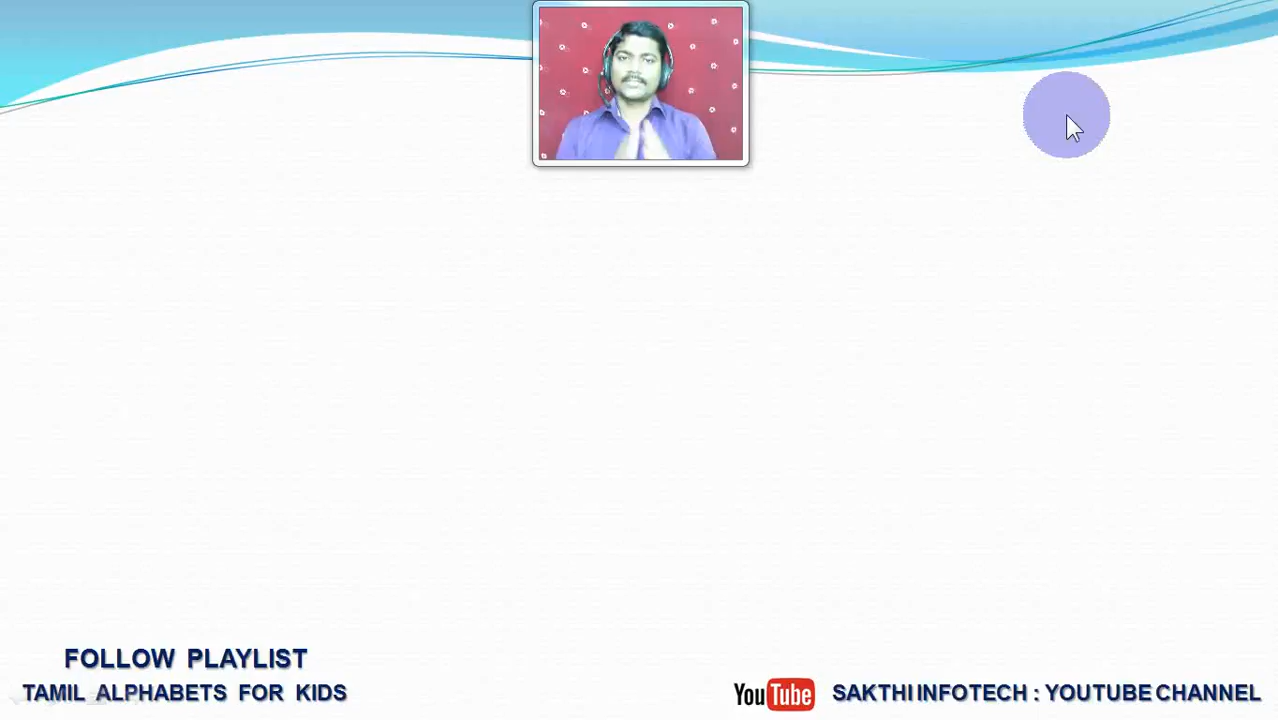 FOLLOW PLAYLIST
TAMIL ALPHABETS FOR KIDS
YouTube SAKTHI INFOTECH : YOUTUBE CHANNEL